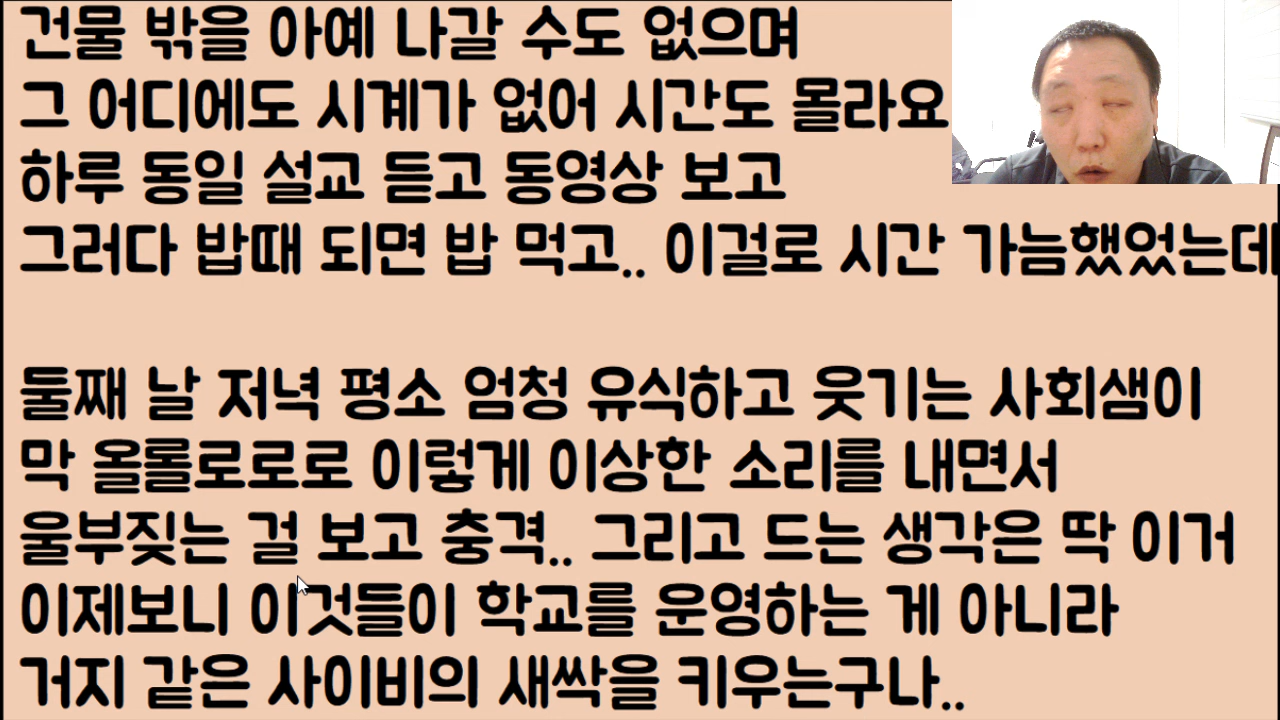 건물 밖을 아예 나갈 수도 없으며
그 어디에도 시계가 없어 시간도 몰라요
하루 동일 설교 듣고 동영상 보고
그러다 밥때 되면 밥 먹고.. 이걸로 시간 가늠했었는데
둘째 날 저녁 평소 엄청 유식하고 웃기는 사회샘이
막 올롤로로로 이렇게 이상한 소리를 내면서
울부짖는 걸 보고 충격.. 그리고 드는 생각은 딱 이거
이제보니 이것들이 학교를 운영하는 게 아니라
거지 같은 사이비의 새싹을 키우는구나..